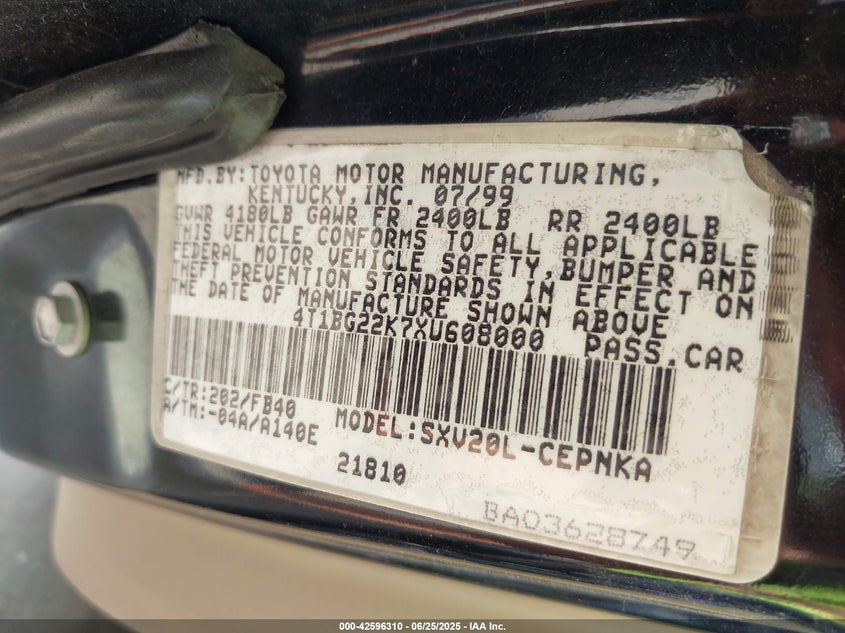 MFD.BY:TOYOTA MOTOR MANUFACTURING,
KENTUCKY,INC. 07/99
GVWR 4180LB GAWR FR 2400LB RR 2400LB
THIS VEHICLE CONFORMS TO ALL APPLICABLE
FEDERAL MOTOR VEHICLE SAFETY,BUMPER AND
THEFT PREVENTION STANDARDS IN EFFECT ON
THE DATE OF MANUFACTURE SHOWN ABOVE
4T1BG22K7XU608000 PASS.CAR
C/TR:202/FB40
A/TM:-04A/A140E
MODEL:SXV20L-CEPNKA
21810
BA03628749
000-42596310 - 06/25/2025 - IAA Inc.